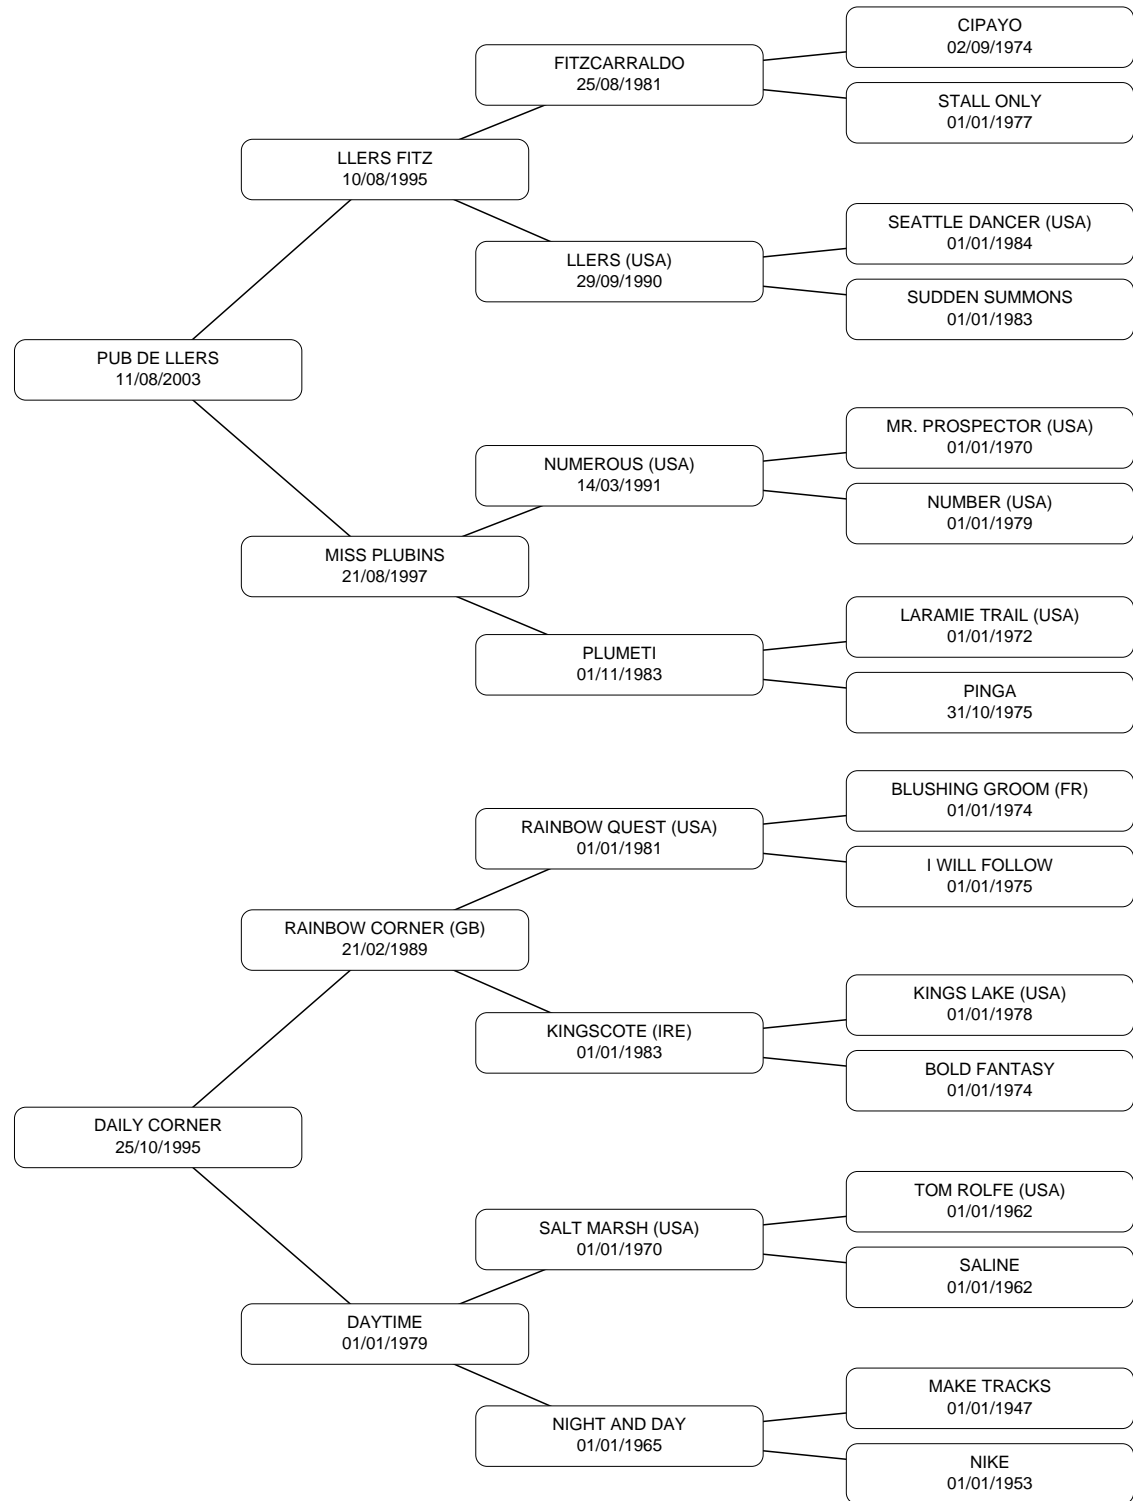 CIPAYO
02/09/1974
FITZCARRALDO
25/08/1981
STALL ONLY
01/01/1977
LLERS FITZ
10/08/1995
SEATTLE DANCER (USA)
01/01/1984
LLERS (USA)
29/09/1990
SUDDEN SUMMONS
01/01/1983
PUB DE LLERS
11/08/2003
MR. PROSPECTOR (USA)
01/01/1970
NUMEROUS (USA)
14/03/1991
NUMBER (USA)
01/01/1979
MISS PLUBINS
21/08/1997
LARAMIE TRAIL (USA)
01/01/1972
PLUMETI
01/11/1983
PINGA
31/10/1975
BLUSHING GROOM (FR)
01/01/1974
RAINBOW QUEST (USA)
01/01/1981
I WILL FOLLOW
01/01/1975
RAINBOW CORNER (GB)
21/02/1989
KINGS LAKE (USA)
01/01/1978
KINGSCOTE (IRE)
01/01/1983
BOLD FANTASY
01/01/1974
DAILY CORNER
25/10/1995
TOM ROLFE (USA)
01/01/1962
SALT MARSH (USA)
01/01/1970
SALINE
01/01/1962
DAYTIME
01/01/1979
MAKE TRACKS
01/01/1947
NIGHT AND DAY
01/01/1965
NIKE
01/01/1953